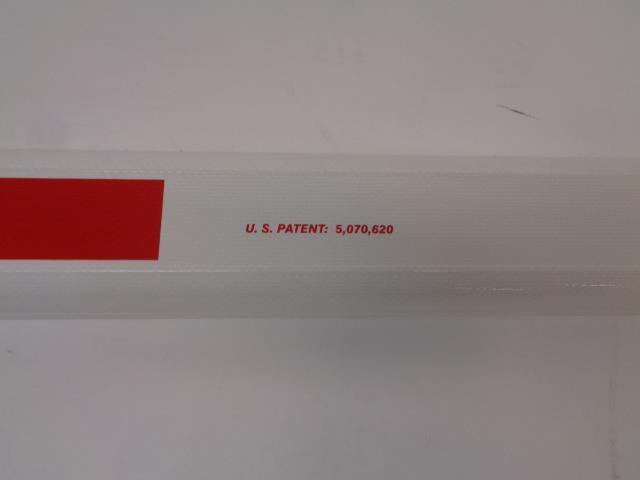 U. S. PATENT: 5,070,620